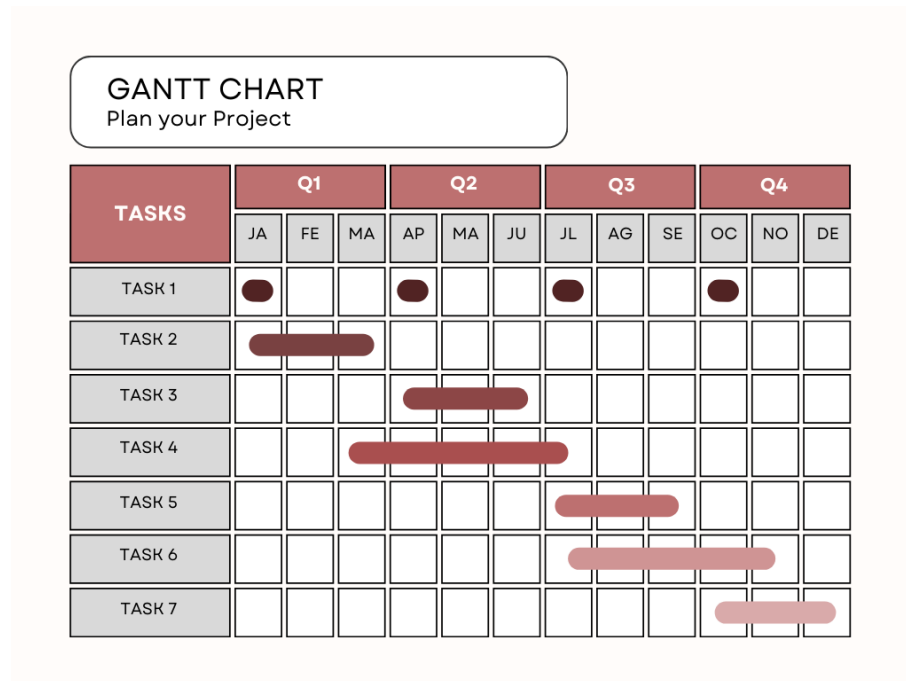 GANTT CHART
Plan your Project
TASKS
Q1 Q2 Q3 Q4
JA FE MA AP MA JU JL AG SE OC NO DE
TASK 1
TASK 2
TASK 3
TASK 4
TASK 5
TASK 6
TASK 7